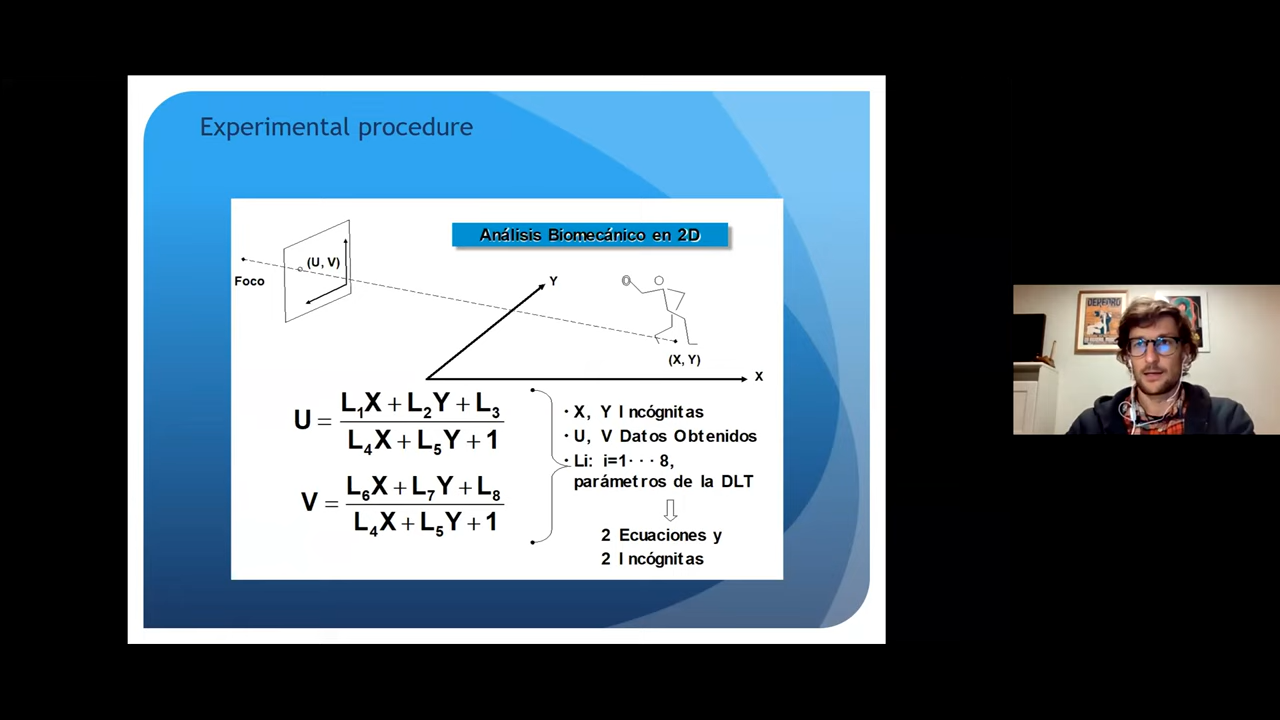 Experimental procedure
Análisis Biomecánico en 2D
(U, V)
Foco
Y
(X, Y)
X
U = L₁X + L₂Y + L₃ / L₄X + L₅Y + 1
V = L₆X + L₇Y + L₈ / L₄X + L₅Y + 1
· X, Y Incógnitas
· U, V Datos Obtenidos
· Li: i=1··· 8,
parámetros de la DLT
2 Ecuaciones y
2 Incógnitas